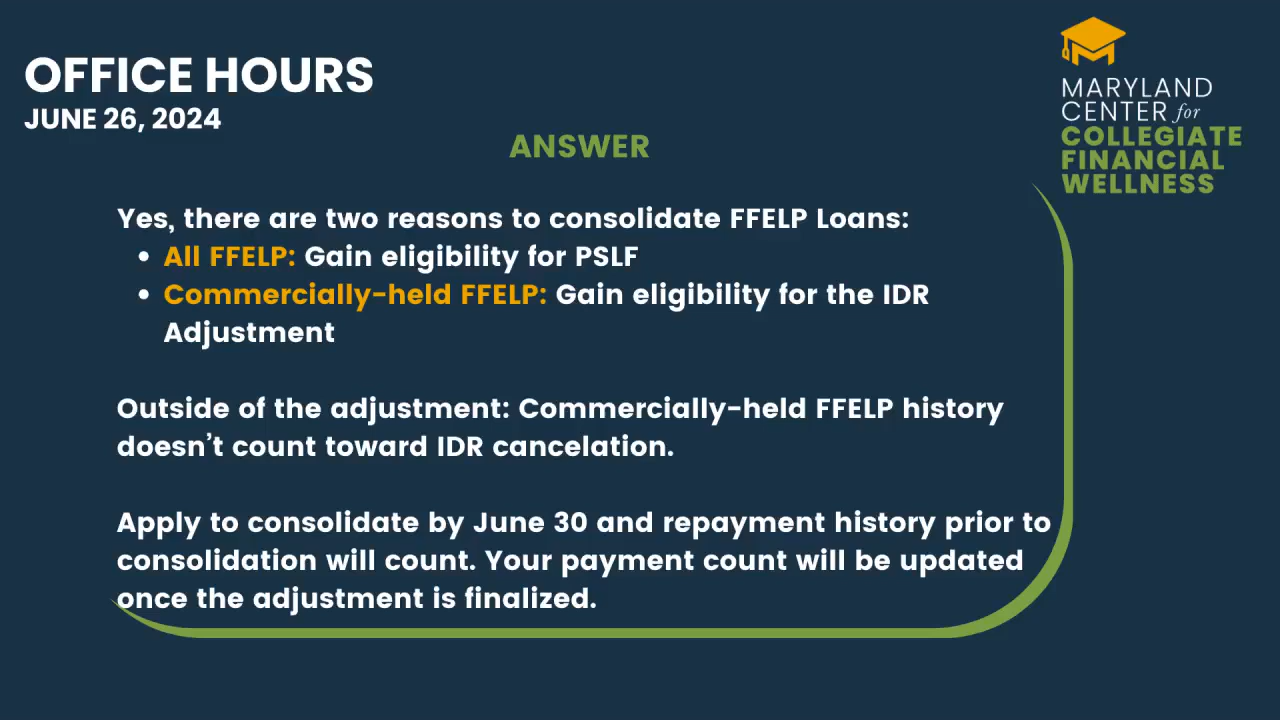 OFFICE HOURS
JUNE 26, 2024
MARYLAND
CENTER for
COLLEGIATE
FINANCIAL
WELLNESS
ANSWER
Yes, there are two reasons to consolidate FFELP Loans:
• All FFELP: Gain eligibility for PSLF
• Commercially-held FFELP: Gain eligibility for the IDR
Adjustment
Outside of the adjustment: Commercially-held FFELP history
doesn't count toward IDR cancelation.
Apply to consolidate by June 30 and repayment history prior to
consolidation will count. Your payment count will be updated
once the adjustment is finalized.